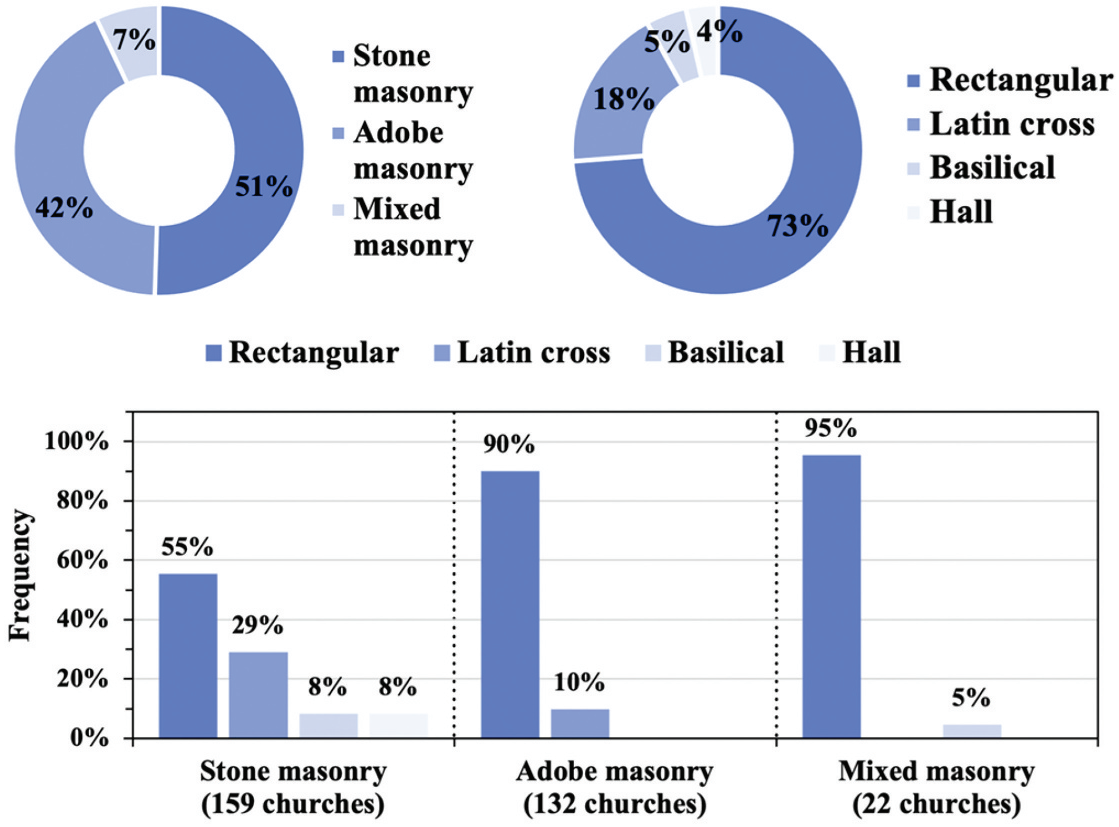 7%
42%
51%
Stone
masonry
Adobe
masonry
Mixed
masonry
5%
4%
18%
73%
Rectangular
Latin cross
Basilical
Hall
Rectangular Latin cross Basilical Hall
Frequency
100%
80%
60%
40%
20%
0%
55%
29%
8%
8%
90%
10%
95%
5%
Stone masonry
(159 churches)
Adobe masonry
(132 churches)
Mixed masonry
(22 churches)